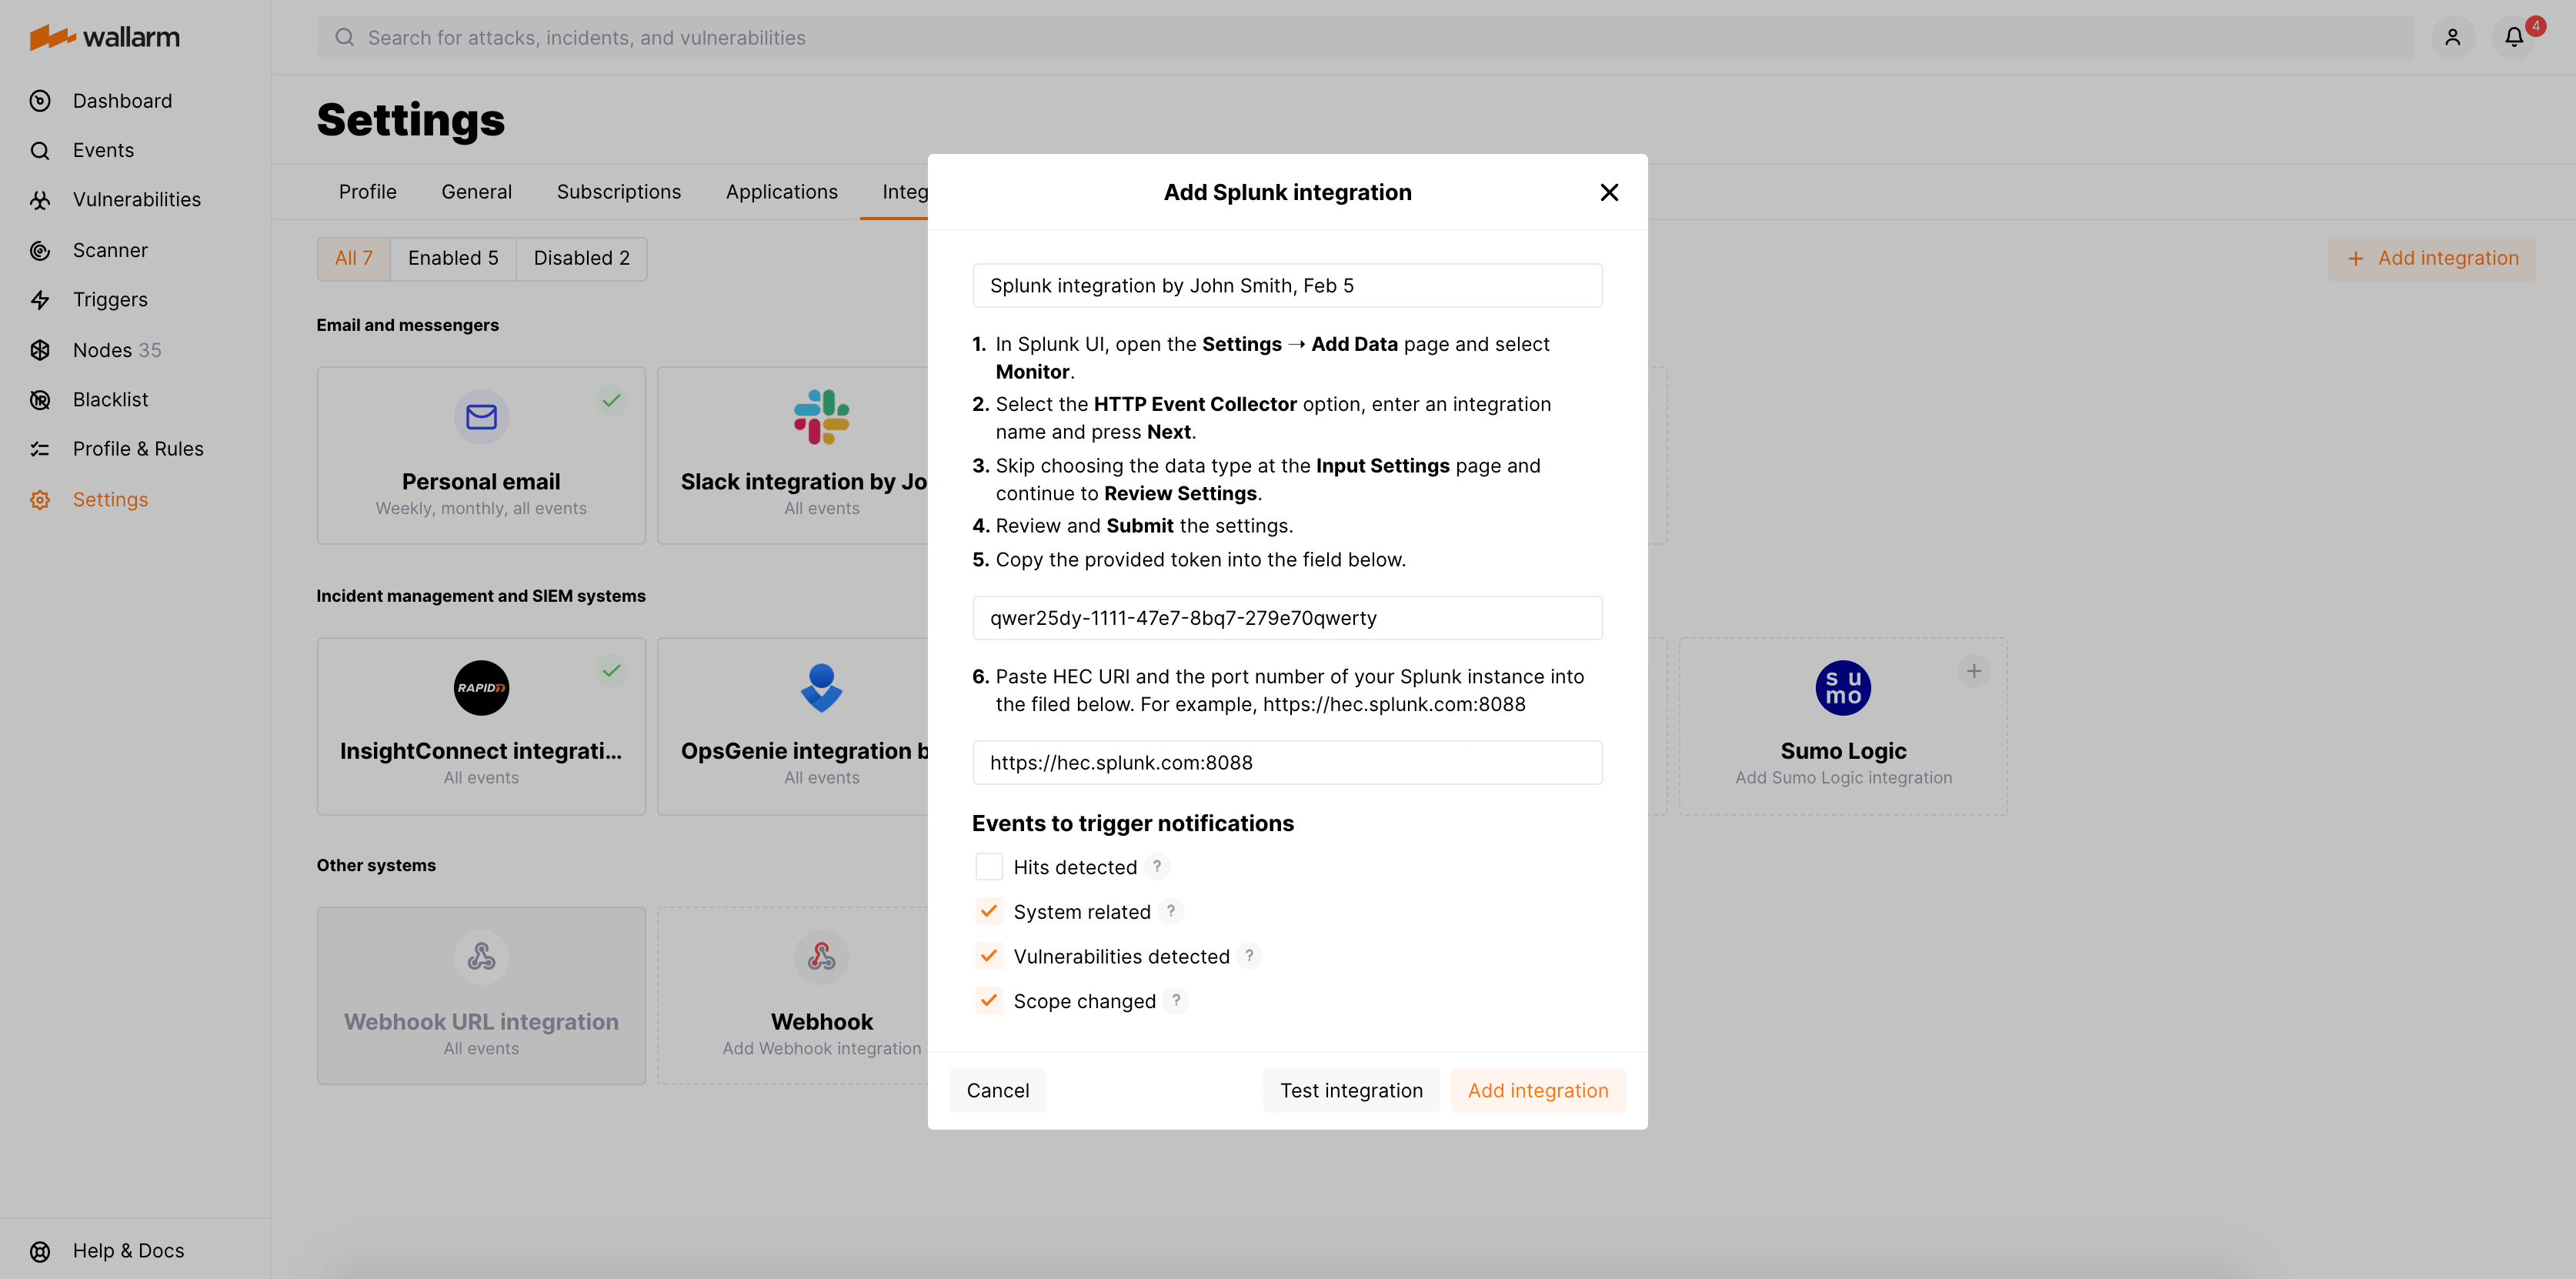 wallarm
Search for attacks, incidents, and vulnerabilities
4
Dashboard
Events
Vulnerabilities
Scanner
Triggers
Nodes 35
Blacklist
Profile & Rules
Settings
Help & Docs
Settings
Profile
General
Subscriptions
Applications
Integ
All 7
Enabled 5
Disabled 2
Add integration
Email and messengers
Personal email
Weekly, monthly, all events
Slack integration by Jo
All events
Incident management and SIEM systems
RAPID7
InsightConnect integrati...
All events
OpsGenie integration b
All events
su
mo
Sumo Logic
Add Sumo Logic integration
Other systems
Webhook URL integration
All events
Webhook
Add Webhook integration
Add Splunk integration
Splunk integration by John Smith, Feb 5
1. In Splunk UI, open the Settings → Add Data page and select
Monitor.
2. Select the HTTP Event Collector option, enter an integration
name and press Next.
3. Skip choosing the data type at the Input Settings page and
continue to Review Settings.
4. Review and Submit the settings.
5. Copy the provided token into the field below.
qwer25dy-1111-47e7-8bq7-279e70qwerty
6. Paste HEC URI and the port number of your Splunk instance into
the filed below. For example, https://hec.splunk.com:8088
https://hec.splunk.com:8088
Events to trigger notifications
Hits detected ?
System related ?
Vulnerabilities detected ?
Scope changed ?
Cancel
Test integration
Add integration